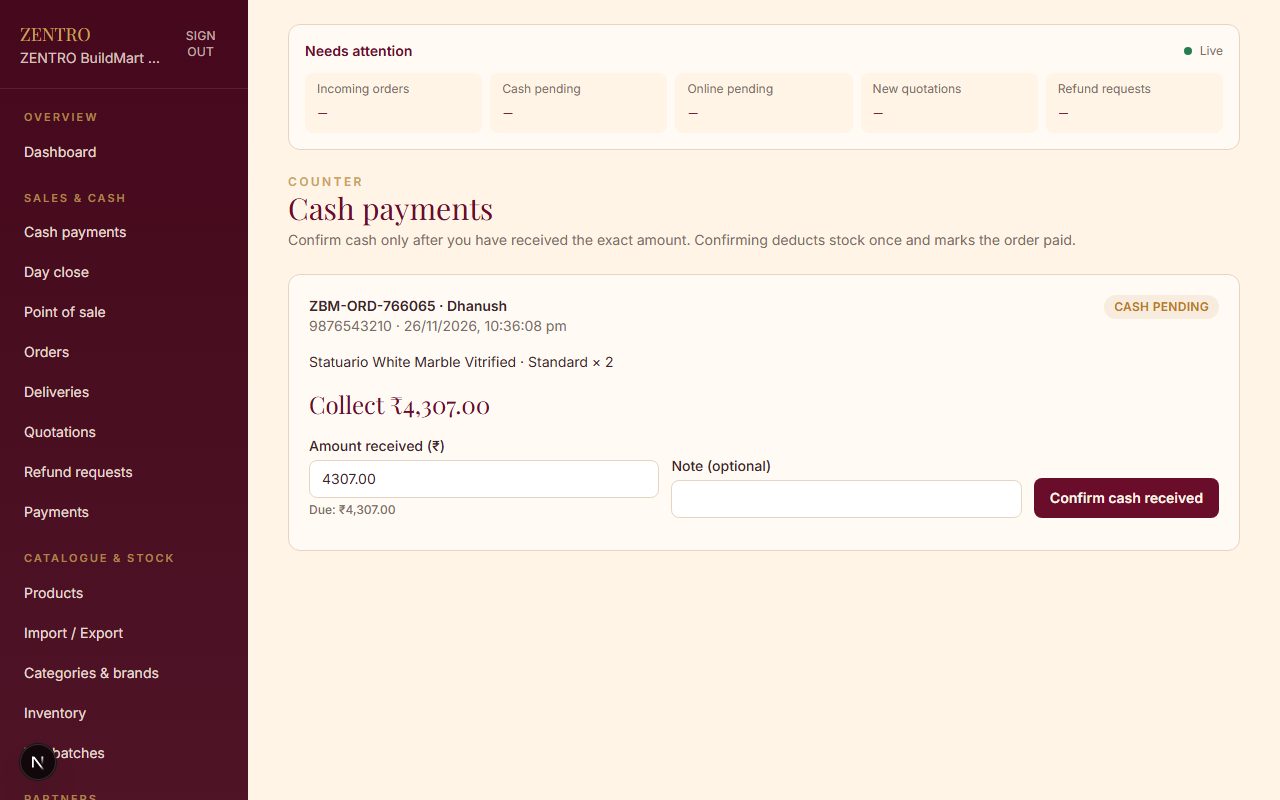 ZENTRO
ZENTRO BuildMart ...
SIGN
OUT
OVERVIEW
Dashboard
SALES & CASH
Cash payments
Day close
Point of sale
Orders
Deliveries
Quotations
Refund requests
Payments
CATALOGUE & STOCK
Products
Import / Export
Categories & brands
Inventory
batches
N
PARTNERS
Needs attention
Live
Incoming orders
–
Cash pending
–
Online pending
–
New quotations
–
Refund requests
–
COUNTER
Cash payments
Confirm cash only after you have received the exact amount. Confirming deducts stock once and marks the order paid.
ZBM-ORD-766065 · Dhanush
CASH PENDING
9876543210 · 26/11/2026, 10:36:08 pm
Statuario White Marble Vitrified · Standard × 2
Collect ₹4,307.00
Amount received (₹)
4307.00
Due: ₹4,307.00
Note (optional)
Confirm cash received